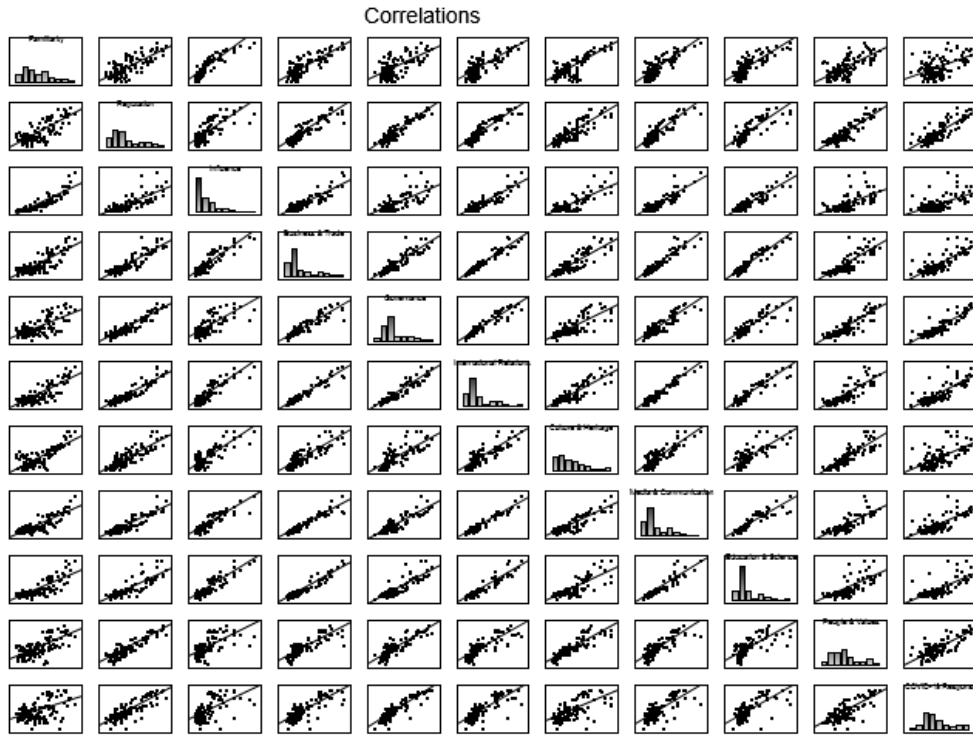 Correlations
Familiarity
Reputation
Influence
Business & Trade
Governance
International Relations
Culture & Heritage
Media & Communication
Education & Science
People & Values
COVID-19 Respons